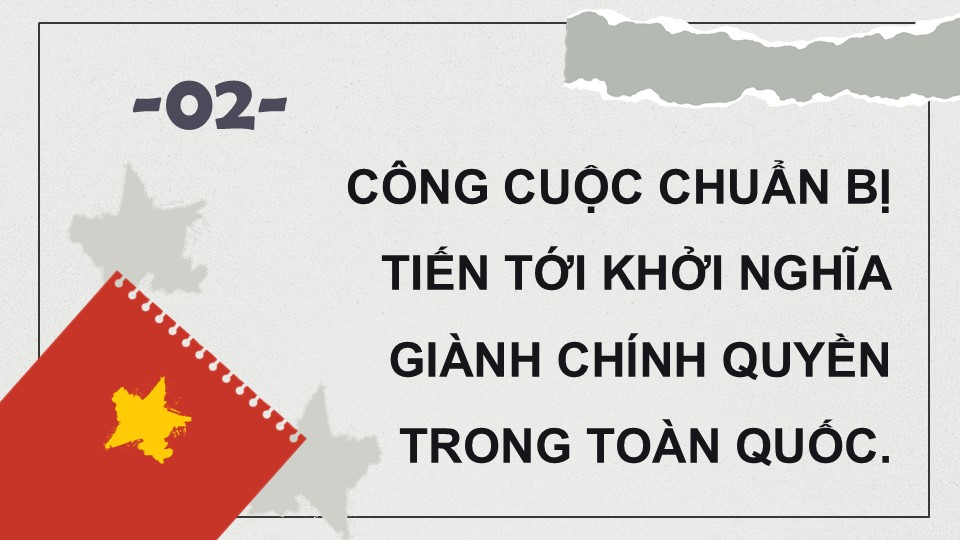 -02-
CÔNG CUỘC CHUẨN BỊ
TIẾN TỚI KHỞI NGHĨA
GIÀNH CHÍNH QUYỀN
TRONG TOÀN QUỐC.